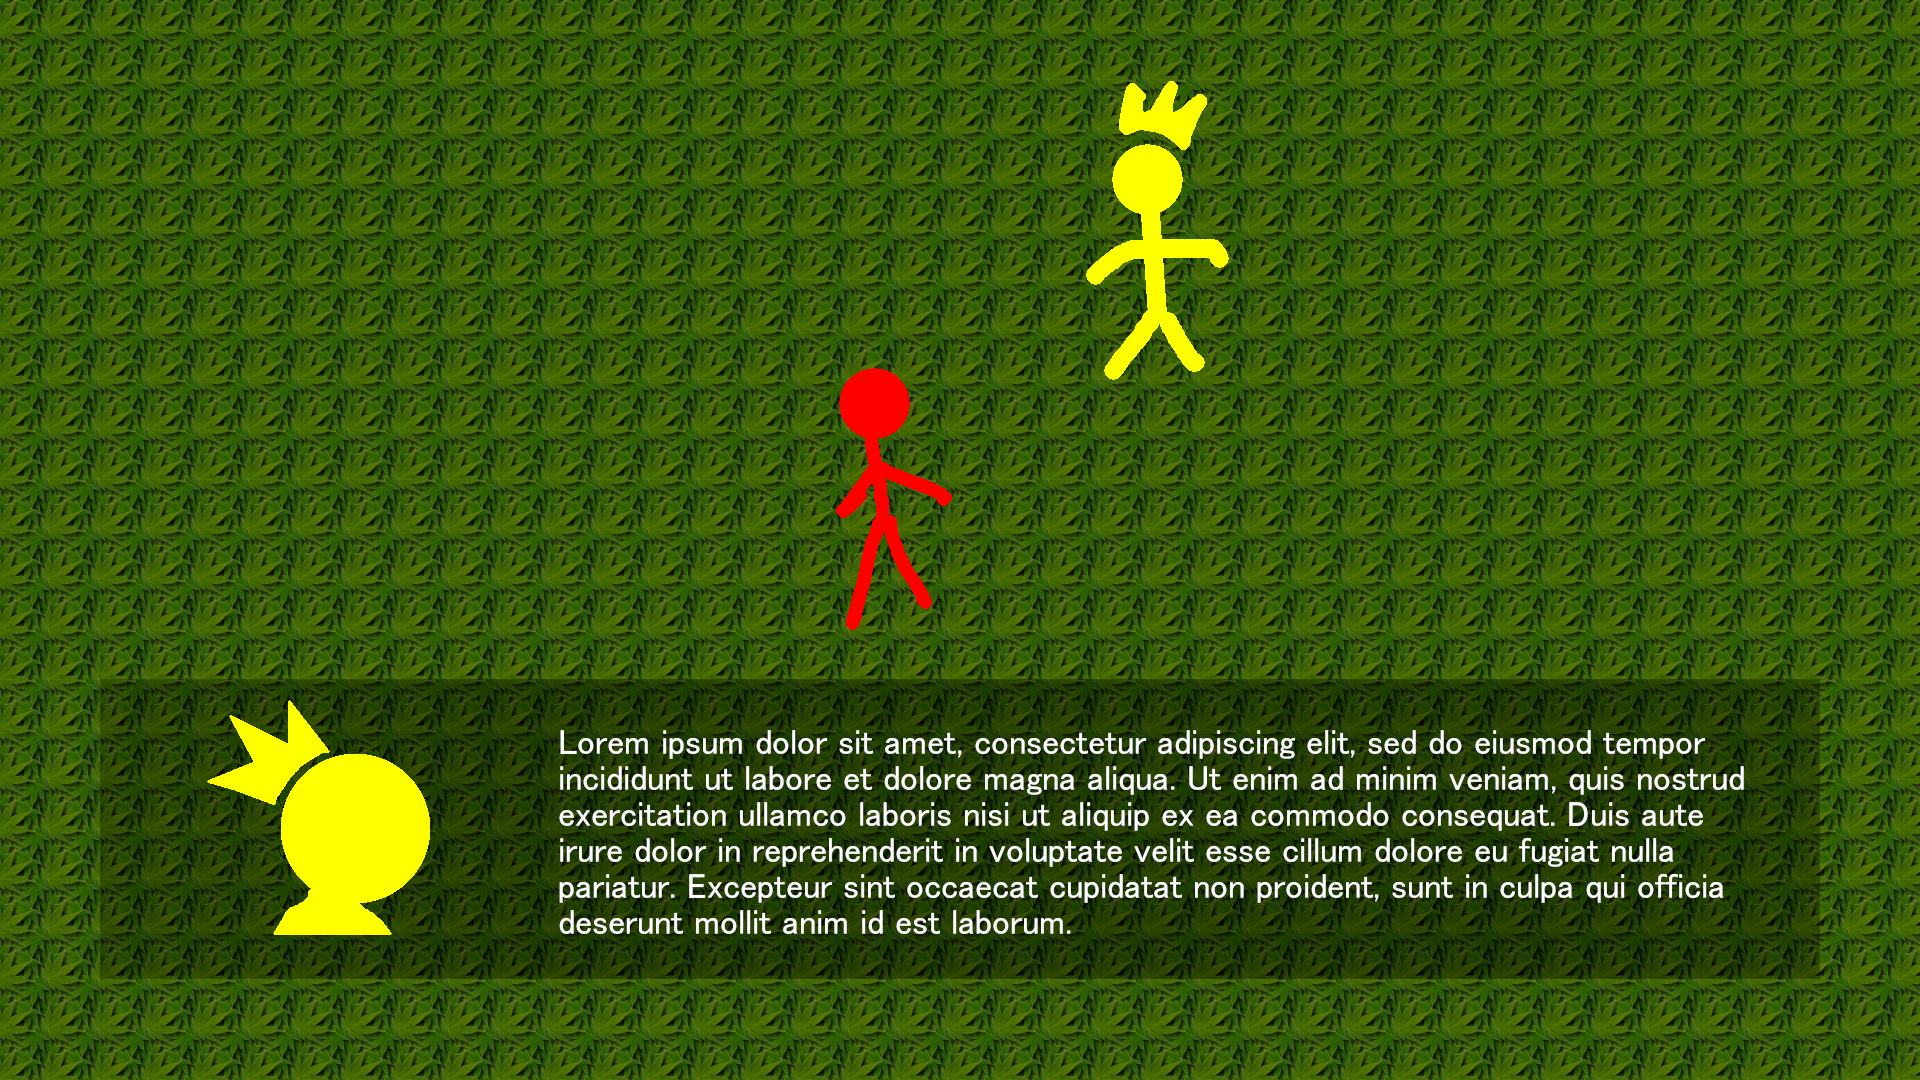 Lorem ipsum dolor sit amet, consectetur adipiscing elit, sed do eiusmod tempor
incididunt ut labore et dolore magna aliqua. Ut enim ad minim veniam, quis nostrud
exercitation ullamco laboris nisi ut aliquip ex ea commodo consequat. Duis aute
irure dolor in reprehenderit in voluptate velit esse cillum dolore eu fugiat nulla
pariatur. Excepteur sint occaecat cupidatat non proident, sunt in culpa qui officia
deserunt mollit anim id est laborum.